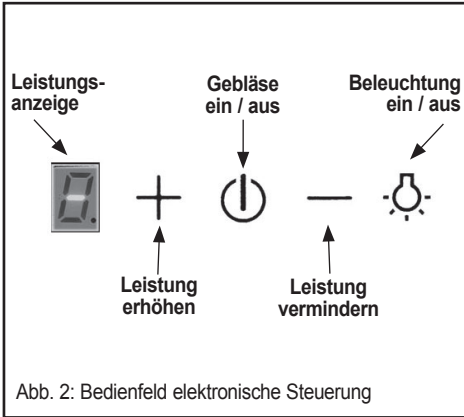 Leistungs-
anzeige
Gebläse
ein / aus
Beleuchtung
ein / aus
Leistung
erhöhen
Leistung
vermindern
Abb. 2: Bedienfeld elektronische Steuerung